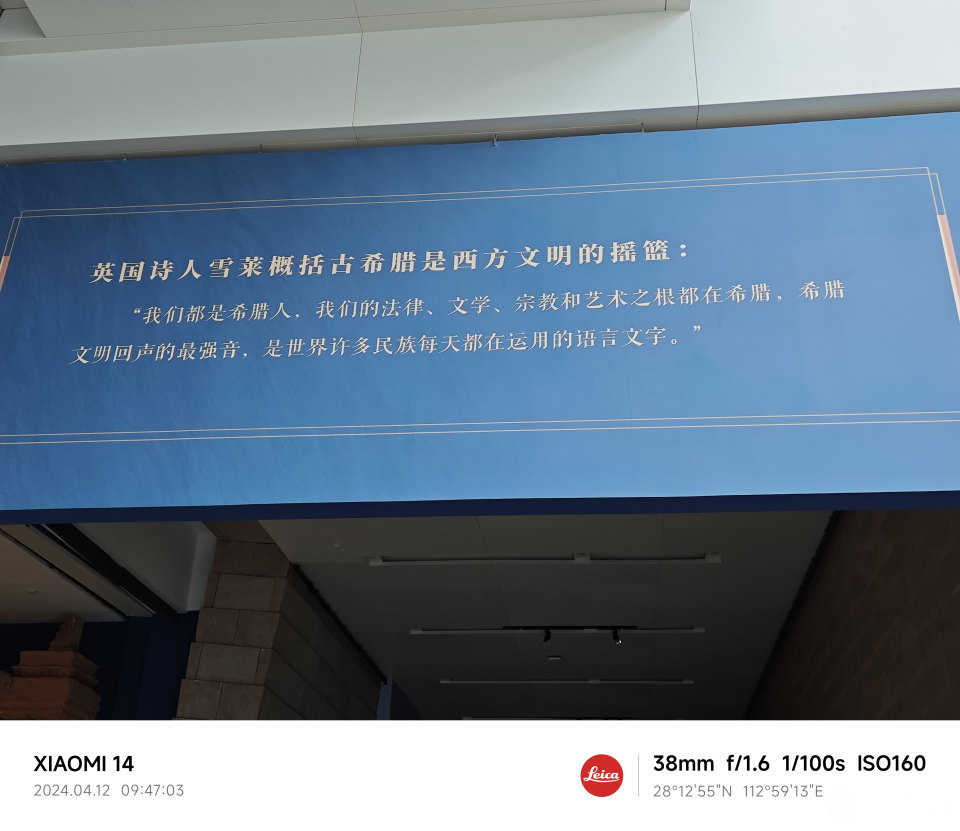 英国诗人雪莱概括古希腊是西方文明的摇篮：
“我们都是希腊人，我们的法律、文学、宗教和艺术之根都在希腊，希腊
文明回声的最强音，是世界许多民族每天都在运用的语言文字。”
XIAOMI 14
2024.04.12 09:47:03
Leica
38mm f/1.6 1/100s ISO160
28°12'55"N 112°59'13"E